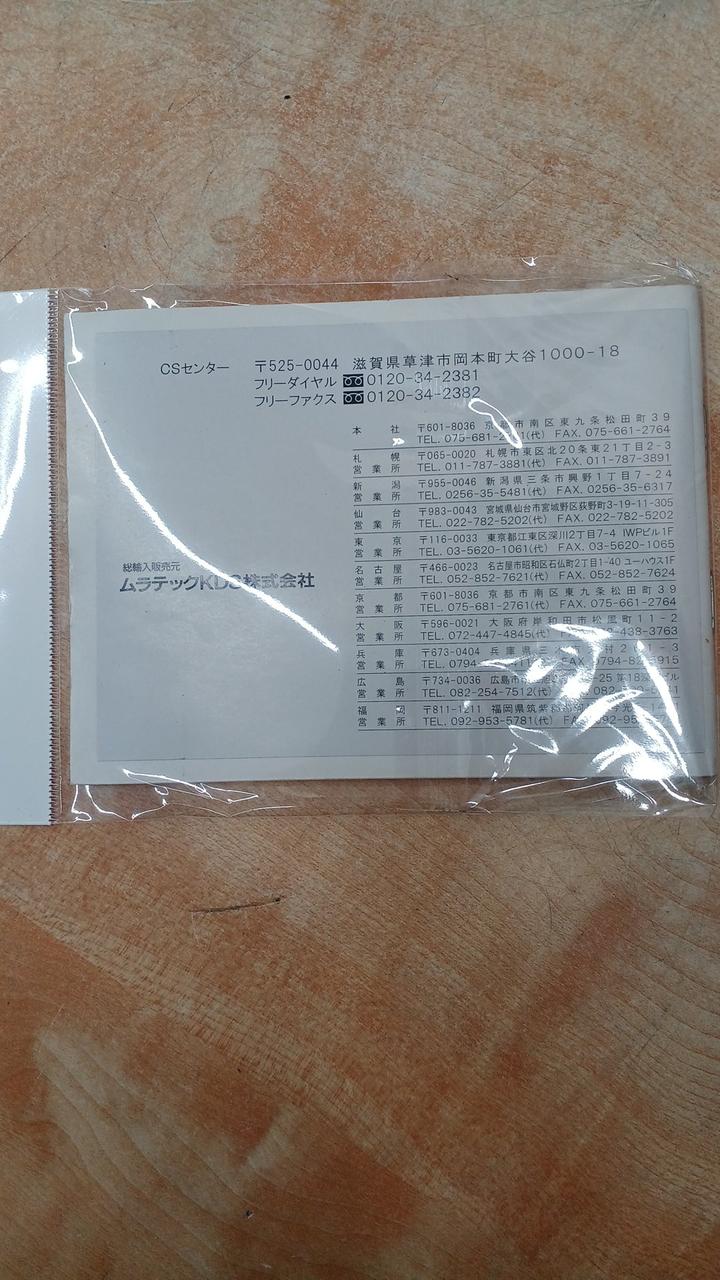 CSセンター 〒525-0044 滋賀県草津市岡本町大谷1000-18
フリーダイヤル 0120-34-2381
フリーファクス 0120-34-2382
本社 〒601-8036 京都市南区東九条松田町39
TEL. 075-681- (代) FAX. 075-661-2764
札幌 〒065-0020 札幌市東区北20条東21丁目2-3
営業所 TEL. 011-787-3881(代) FAX. 011-787-3891
新潟 〒955-0046 新潟県三条市興野1丁目7-24
営業所 TEL. 0256-35-5481(代) FAX. 0256-35-6317
仙台 〒983-0043 宮城県仙台市宮城野区萩野町3-19-11-305
営業所 TEL. 022-782-5202(代) FAX. 022-782-5202
東京 〒116-0033 東京都江東区深川2丁目7-4 IWPビル1F
営業所 TEL. 03-5620-1061(代) FAX. 03-5620-1065
名古屋 〒466-0023 名古屋市昭和区石仏町2丁目1-40 ユーハウス1F
営業所 TEL. 052-852-7621(代) FAX. 052-852-7624
総輸入販売元
ムラテックKDS株式会社
京都 〒601-8036 京都市南区東九条松田町39
営業所 TEL. 075-681-2761(代) FAX. 075-661-2764
大阪 〒596-0021 大阪府岸和田市松風町11-2
営業所 TEL. 072-447-4845(代) -438-3763
兵庫 〒673-0404 兵庫県三木市
営業所 TEL. 0794-
広島 〒734-0036 広島市
営業所 TEL. 082-254-7512(代)
福岡 〒811-1211 福岡県筑紫郡
営業所 TEL. 092-953-5781(代)